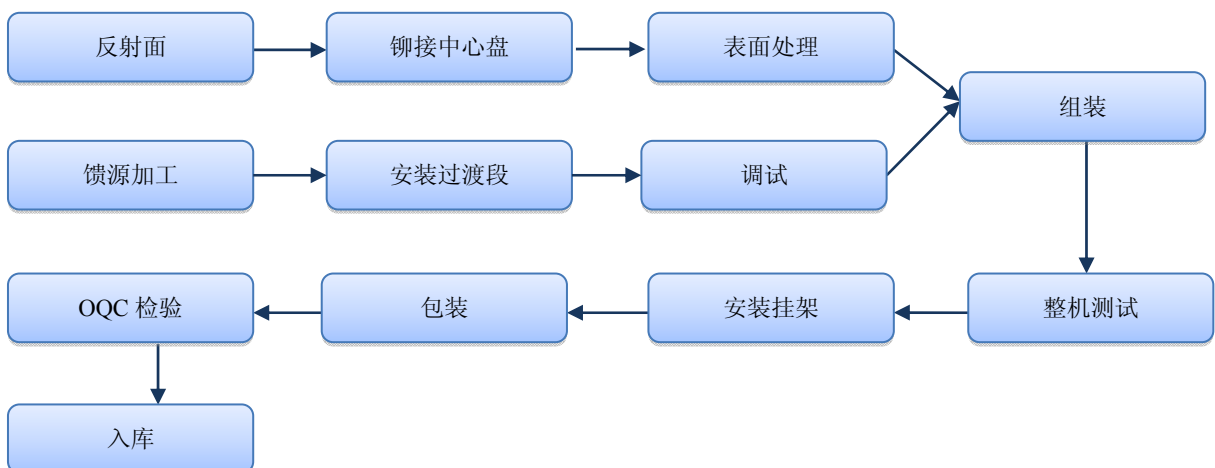 反射面
铆接中心盘
表面处理
组装
馈源加工
安装过渡段
调试
OQC 检验
包装
安装挂架
整机测试
入库